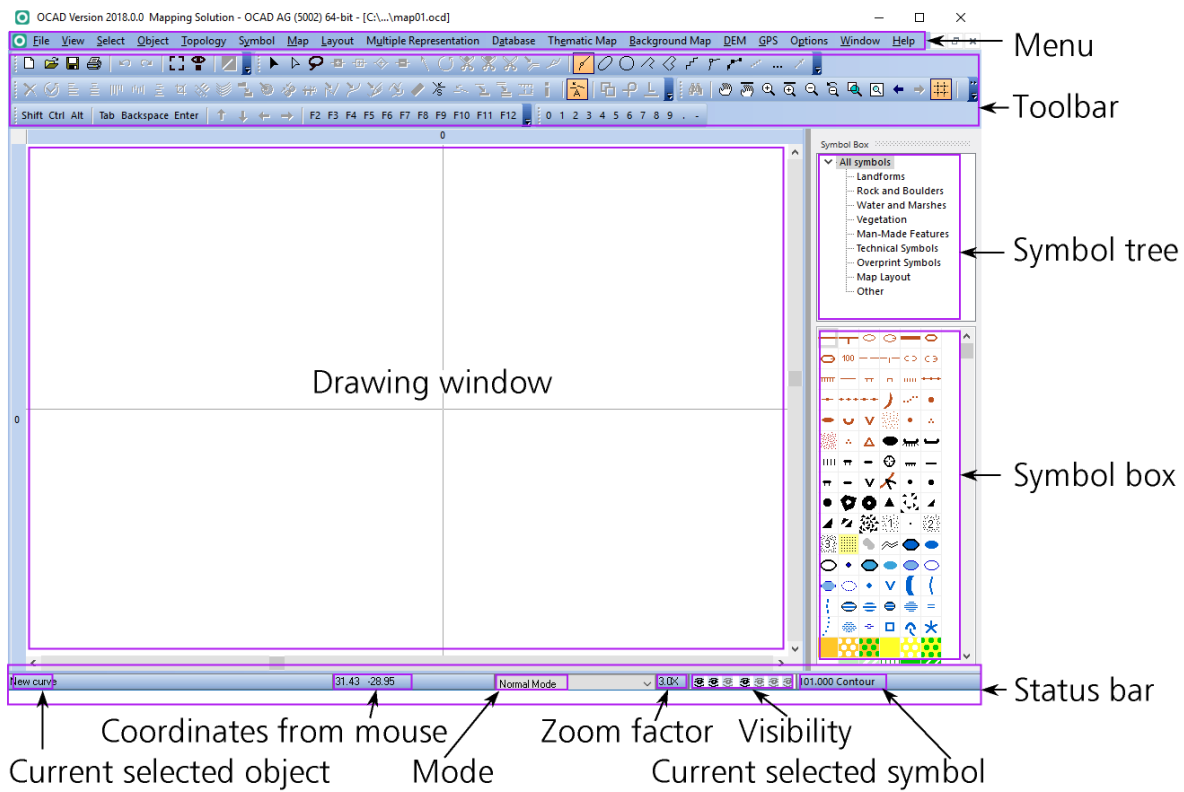 OCAD Version 2018.0.0 Mapping Solution - OCAD AG (5002) 64-bit - [C:\...\map01.ocd]
File View Select Object Topology Symbol Map Layout Multiple Representation Database Thematic Map Background Map DEM GPS Options Window Help
Menu
Toolbar
Shift Ctrl Alt Tab Backspace Enter F2 F3 F4 F5 F6 F7 F8 F9 F10 F11 F12 0 1 2 3 4 5 6 7 8 9 . -
0
Symbol Box
All symbols
Landforms
Rock and Boulders
Water and Marshes
Vegetation
Man-Made Features
Technical Symbols
Overprint Symbols
Map Layout
Other
Symbol tree
100
Drawing window
0
Symbol box
1
2
3
New curve
31.43 -28.95
Normal Mode
3.0X
101.000 Contour
Status bar
Coordinates from mouse
Zoom factor
Visibility
Current selected object
Mode
Current selected symbol